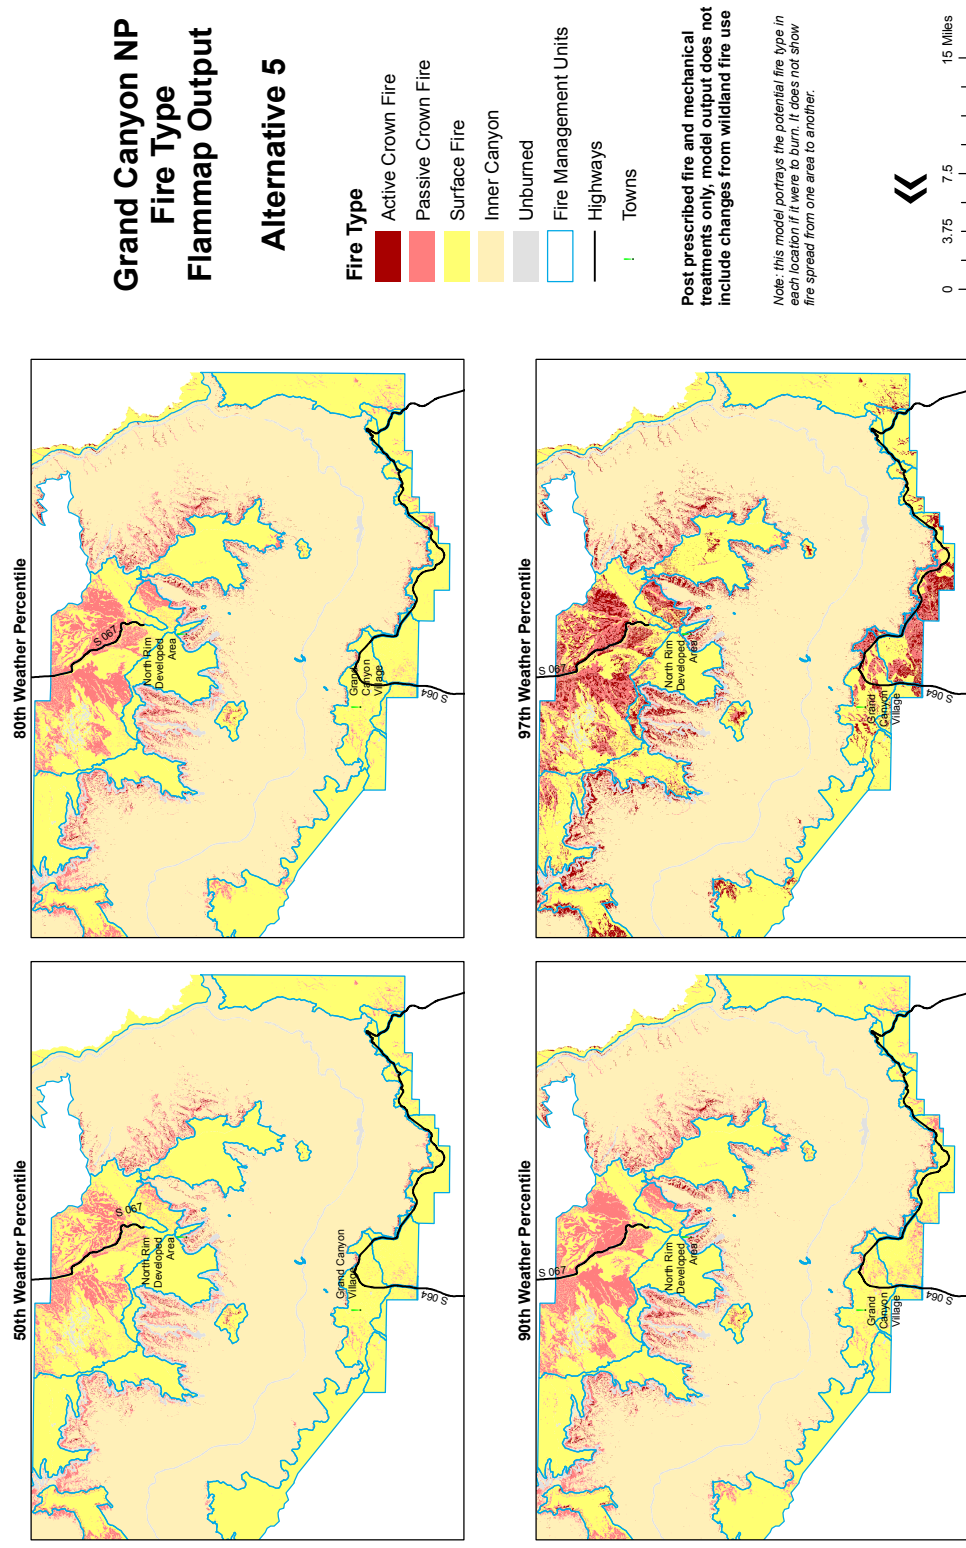 Grand Canyon NP
Fire Type
Flammap Output
Alternative 5
Fire Type
Active Crown Fire
Passive Crown Fire
Surface Fire
Inner Canyon
Unburned
Fire Management Units
Highways
Towns
Post prescribed fire and mechanical
treatments only, model output does not
include changes from wildland fire use
Note: this model portrays the potential fire type in
each location if it were to burn. It does not show
fire spread from one area to another.
0 3.75 7.5 15 Miles
50th Weather Percentile
S 067
North Rim
Developed
Area
Grand Canyon
Village
S 064
80th Weather Percentile
S 067
North Rim
Developed
Area
Grand
Canyon
Village
S 064
90th Weather Percentile
S 067
North Rim
Developed
Area
Grand
Canyon
Village
S 064
97th Weather Percentile
S 067
North Rim
Developed
Area
Grand
Canyon
Village
S 064